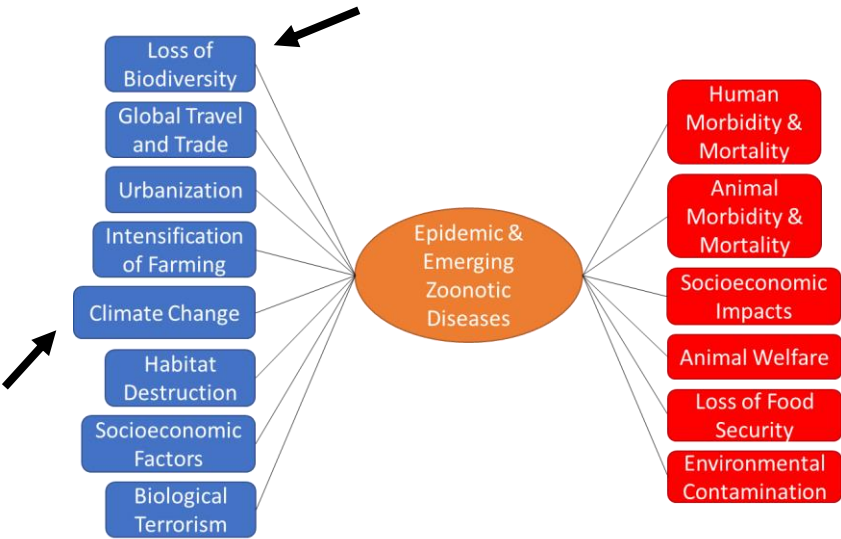 Loss of
Biodiversity
Global Travel
and Trade
Urbanization
Intensification
of Farming
Climate Change
Habitat
Destruction
Socioeconomic
Factors
Biological
Terrorism
Epidemic &
Emerging
Zoonotic
Diseases
Human
Morbidity &
Mortality
Animal
Morbidity &
Mortality
Socioeconomic
Impacts
Animal Welfare
Loss of Food
Security
Environmental
Contamination